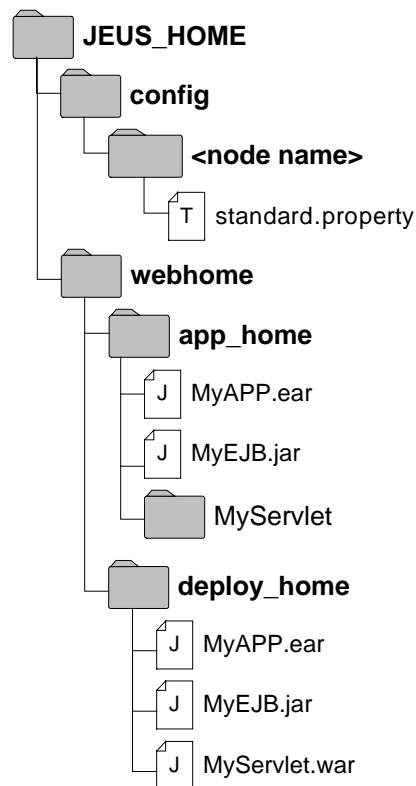 JEUS_HOME
config
<node name>
T standard.property
webhome
app_home
J MyAPP.ear
J MyEJB.jar
MyServlet
deploy_home
J MyAPP.ear
J MyEJB.jar
J MyServlet.war